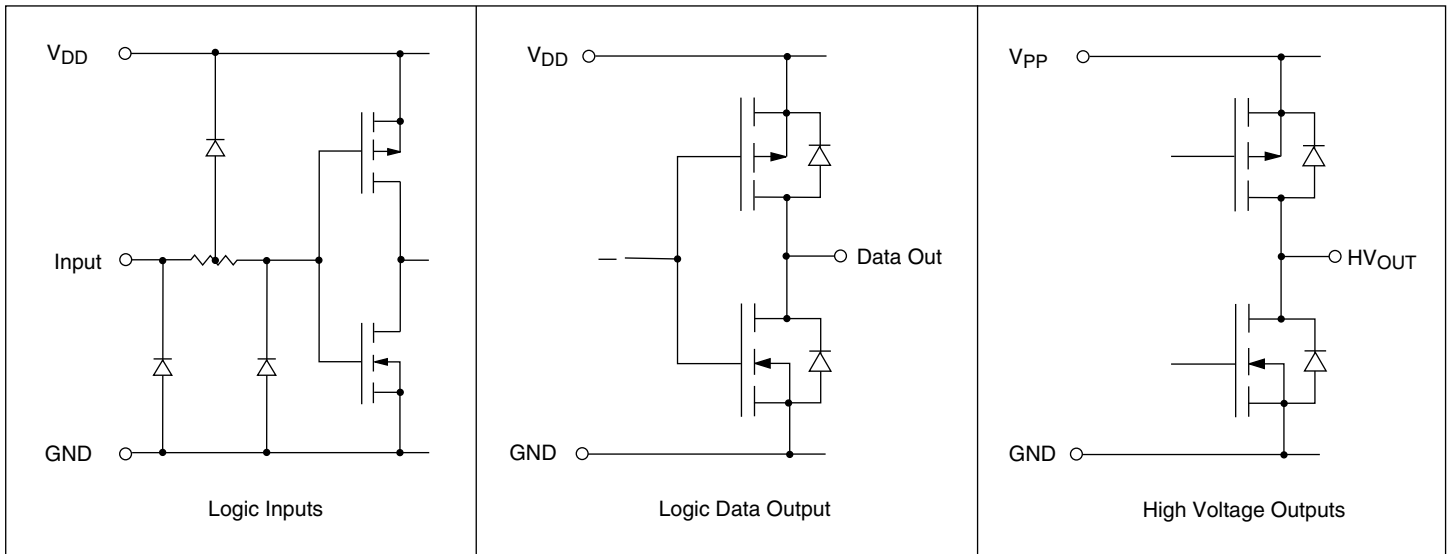 VDD
Input
GND
Logic Inputs
VDD
Data Out
GND
Logic Data Output
VPP
HVOUT
GND
High Voltage Outputs